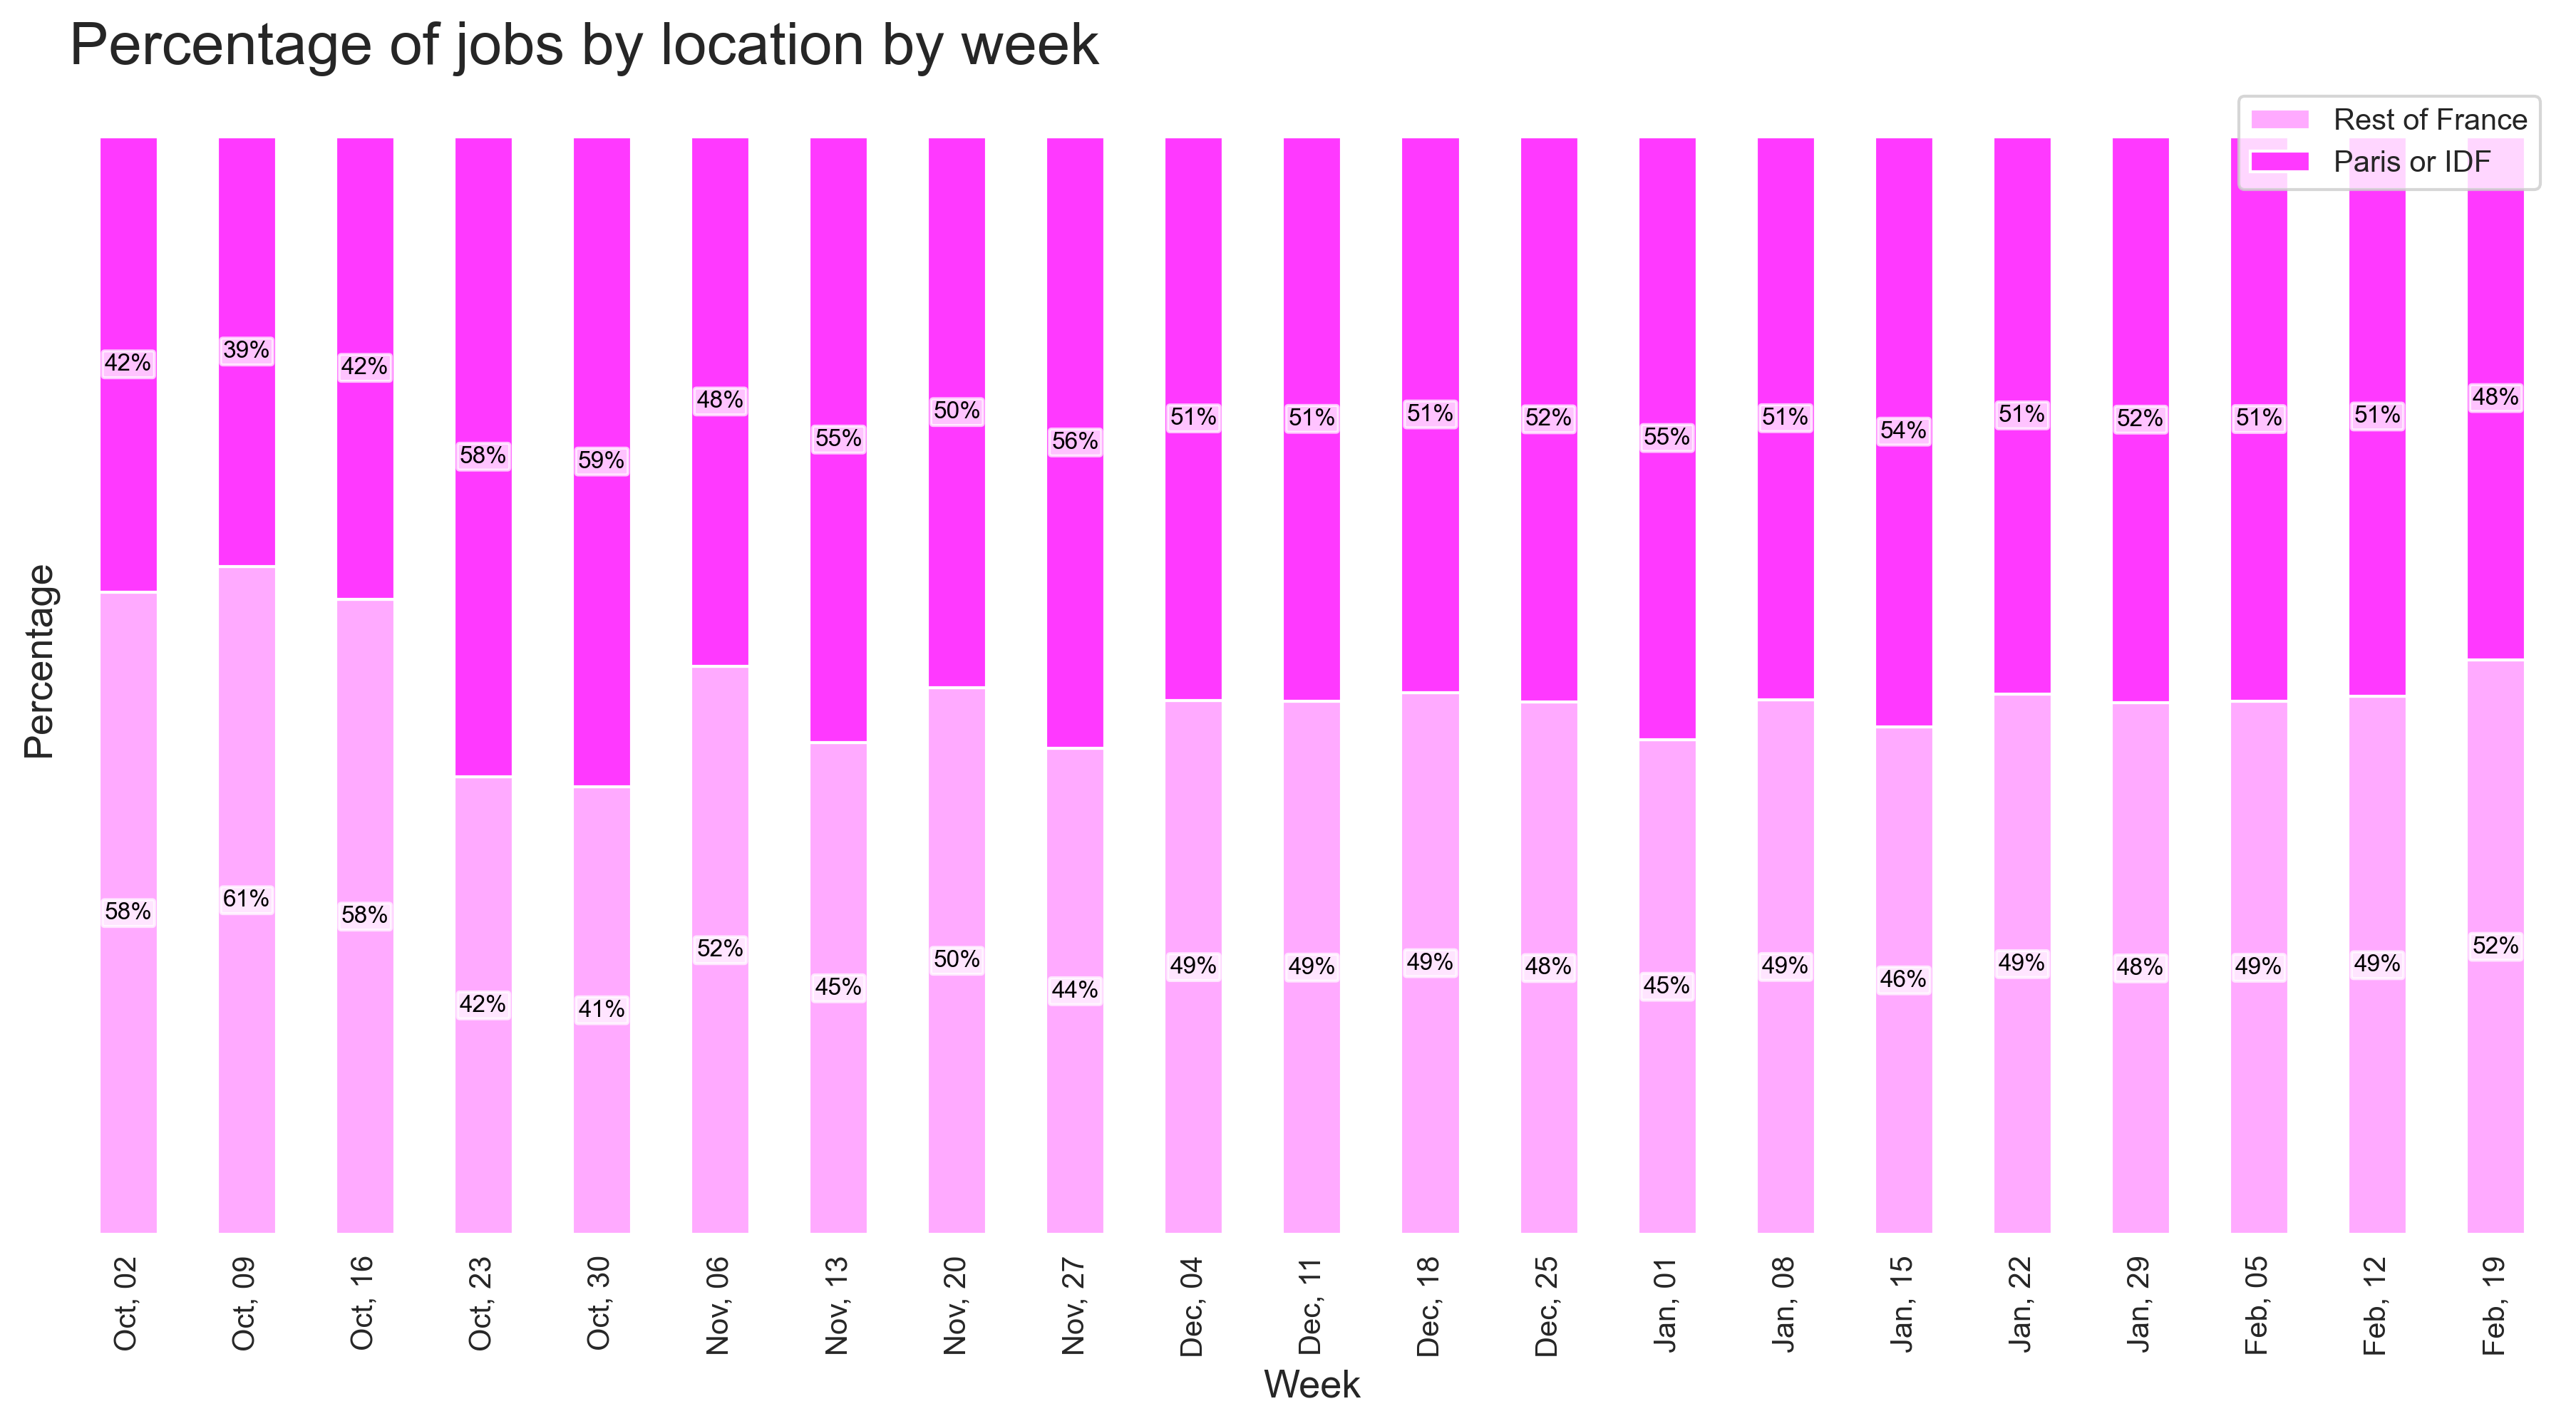 Percentage of jobs by location by week
Rest of France
Paris or IDF
Percentage
42% 39% 42% 58% 59% 48% 55% 50% 56% 51% 51% 51% 52% 55% 51% 54% 51% 52% 51% 51% 48%
58% 61% 58% 42% 41% 52% 45% 50% 44% 49% 49% 49% 48% 45% 49% 46% 49% 48% 49% 49% 52%
Oct, 02
Oct, 09
Oct, 16
Oct, 23
Oct, 30
Nov, 06
Nov, 13
Nov, 20
Nov, 27
Dec, 04
Dec, 11
Dec, 18
Dec, 25
Jan, 01
Jan, 08
Jan, 15
Jan, 22
Jan, 29
Feb, 05
Feb, 12
Feb, 19
Week